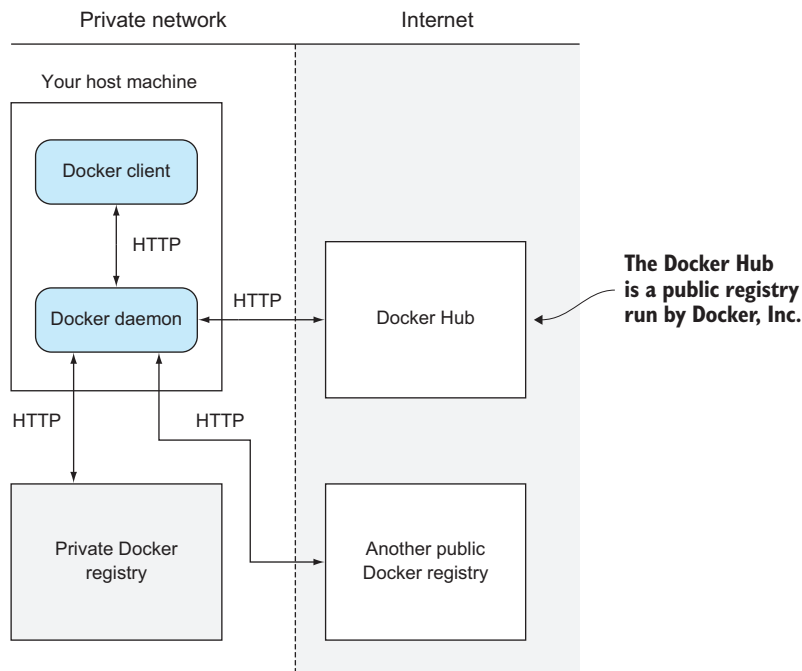 Private network
Internet
Your host machine
Docker client
HTTP
Docker daemon
HTTP
Docker Hub
The Docker Hub
is a public registry
run by Docker, Inc.
HTTP
HTTP
Private Docker
registry
Another public
Docker registry